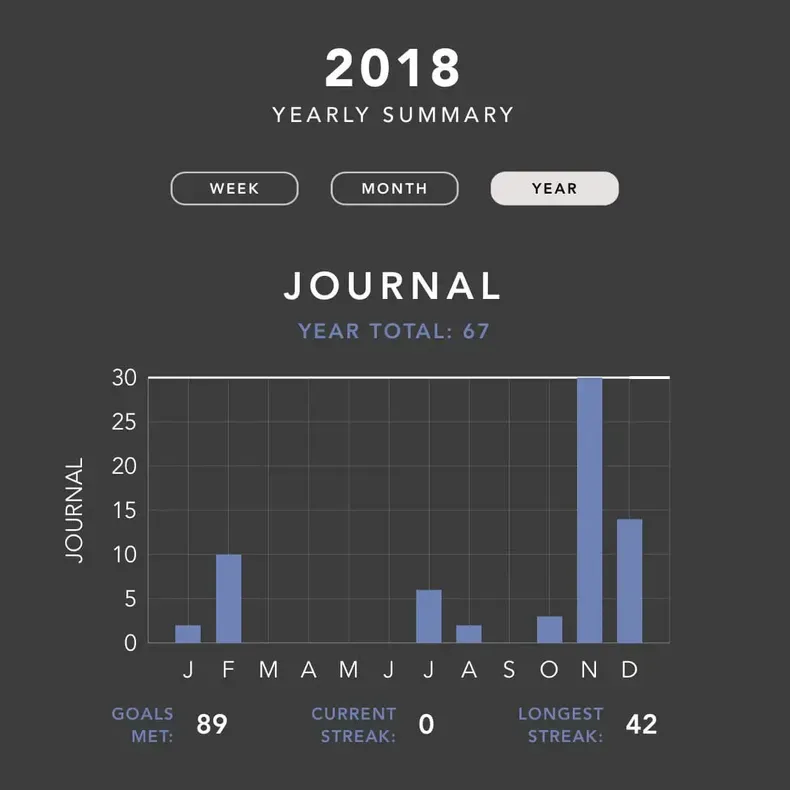 2018
YEARLY SUMMARY
WEEK MONTH YEAR
JOURNAL
YEAR TOTAL: 67
30
25
20
15
10
5
0
JOURNAL
J F M A M J J A S O N D
GOALS MET: 89
CURRENT STREAK: 0
LONGEST STREAK: 42